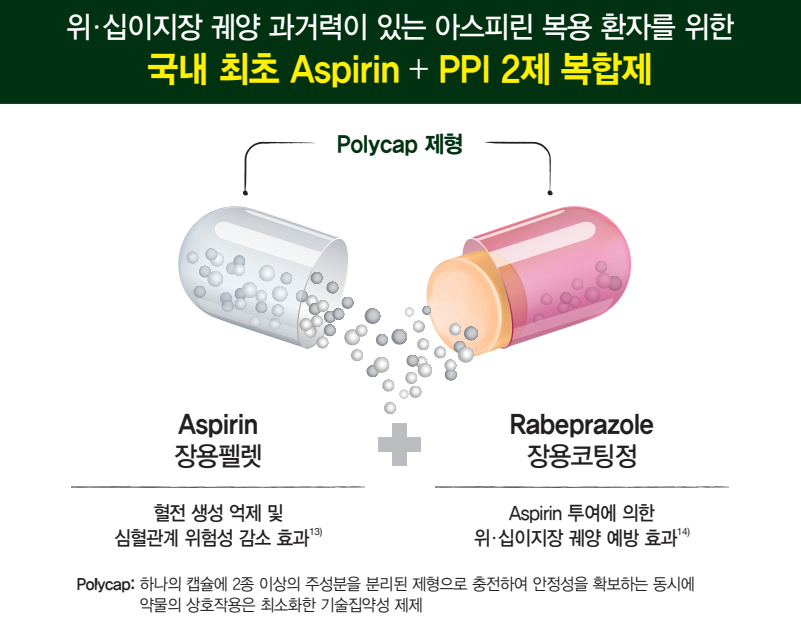 위·십이지장 궤양 과거력이 있는 아스피린 복용 환자를 위한
국내 최초 Aspirin + PPI 2제 복합제
Polycap 제형
Aspirin
장용펠렛
혈전 생성 억제 및
심혈관계 위험성 감소 효과13)
Rabeprazole
장용코팅정
Aspirin 투여에 의한
위·십이지장 궤양 예방 효과14)
Polycap: 하나의 캡슐에 2종 이상의 주성분을 분리된 제형으로 충전하여 안정성을 확보하는 동시에
약물의 상호작용은 최소화한 기술집약성 제제